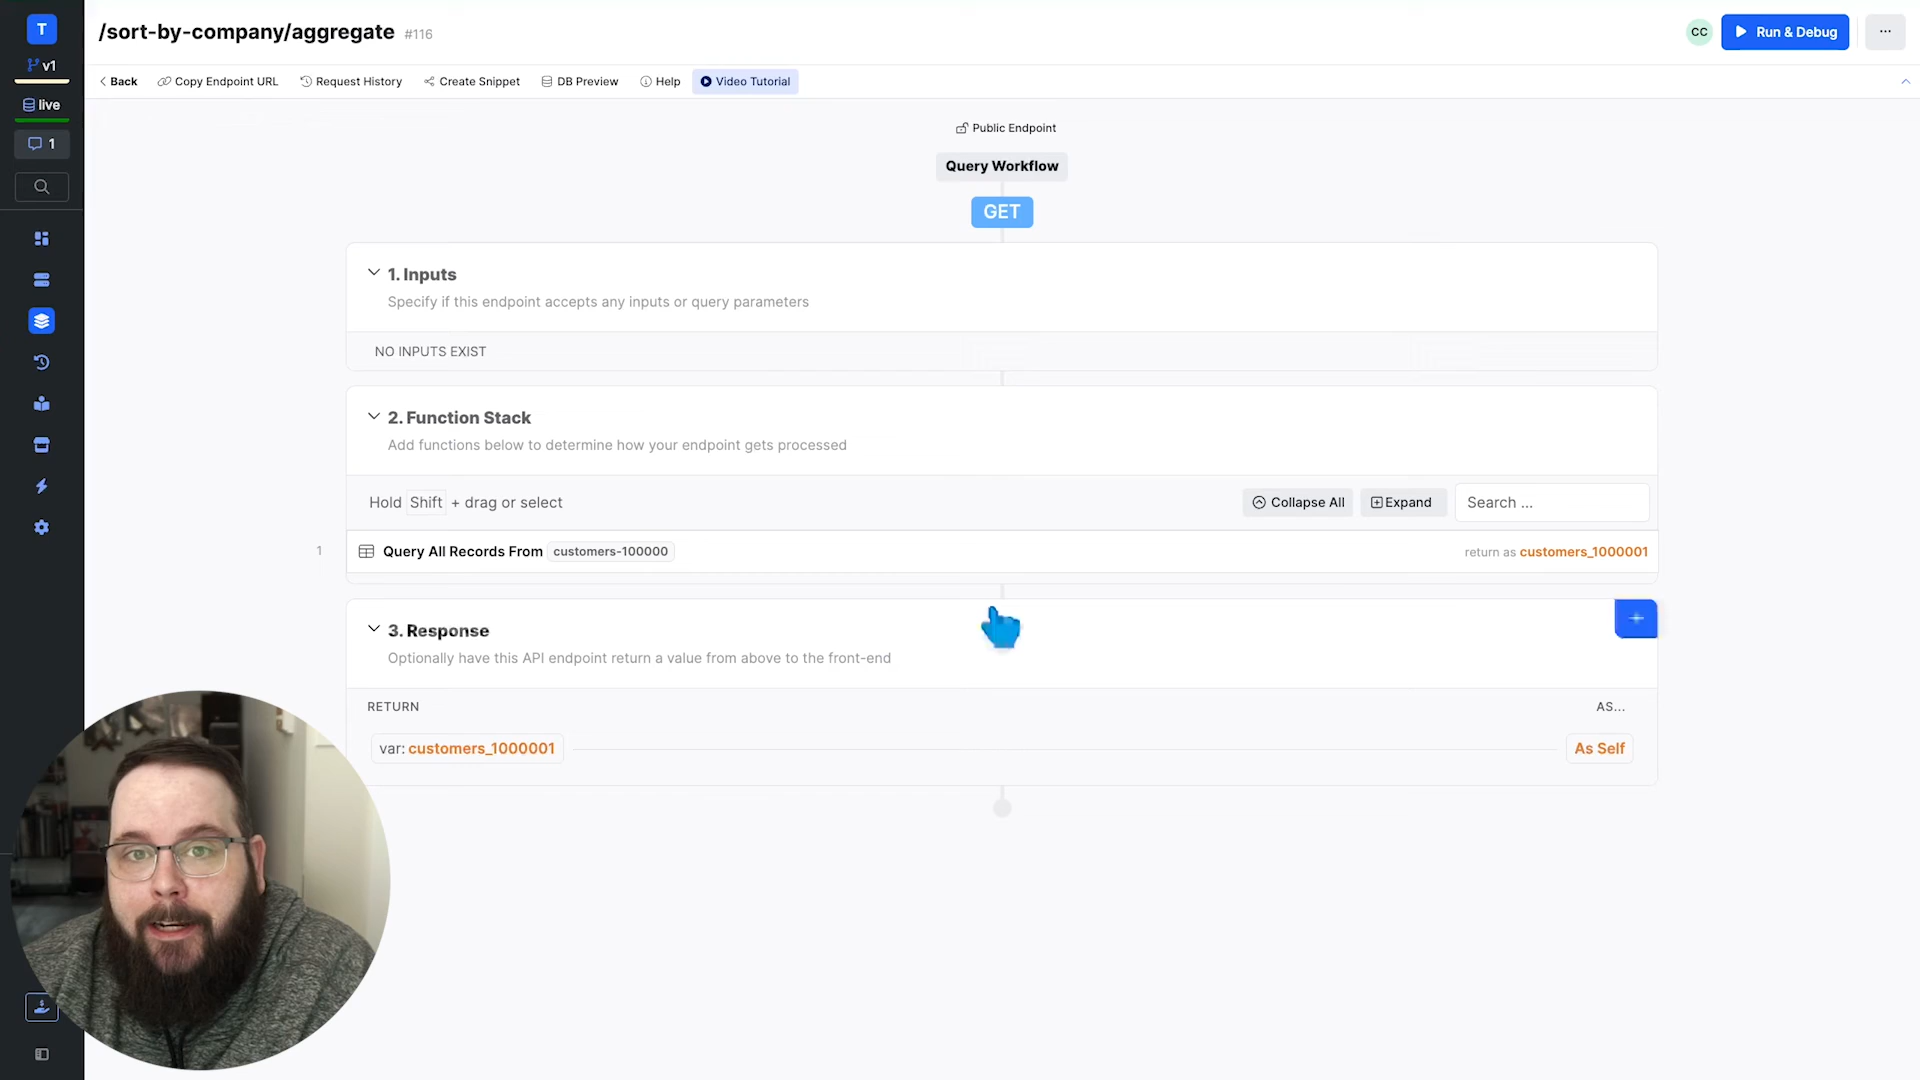 T
/sort-by-company/aggregate #116
CC
Run & Debug
...
v1
Back
Copy Endpoint URL
Request History
Create Snippet
DB Preview
Help
Video Tutorial
live
1
Public Endpoint
Query Workflow
GET
1. Inputs
Specify if this endpoint accepts any inputs or query parameters
NO INPUTS EXIST
2. Function Stack
Add functions below to determine how your endpoint gets processed
Hold Shift + drag or select
Collapse All
Expand
Search ...
1
Query All Records From customers-100000
return as customers_1000001
3. Response
Optionally have this API endpoint return a value from above to the front-end
RETURN
AS...
var: customers_1000001
As Self